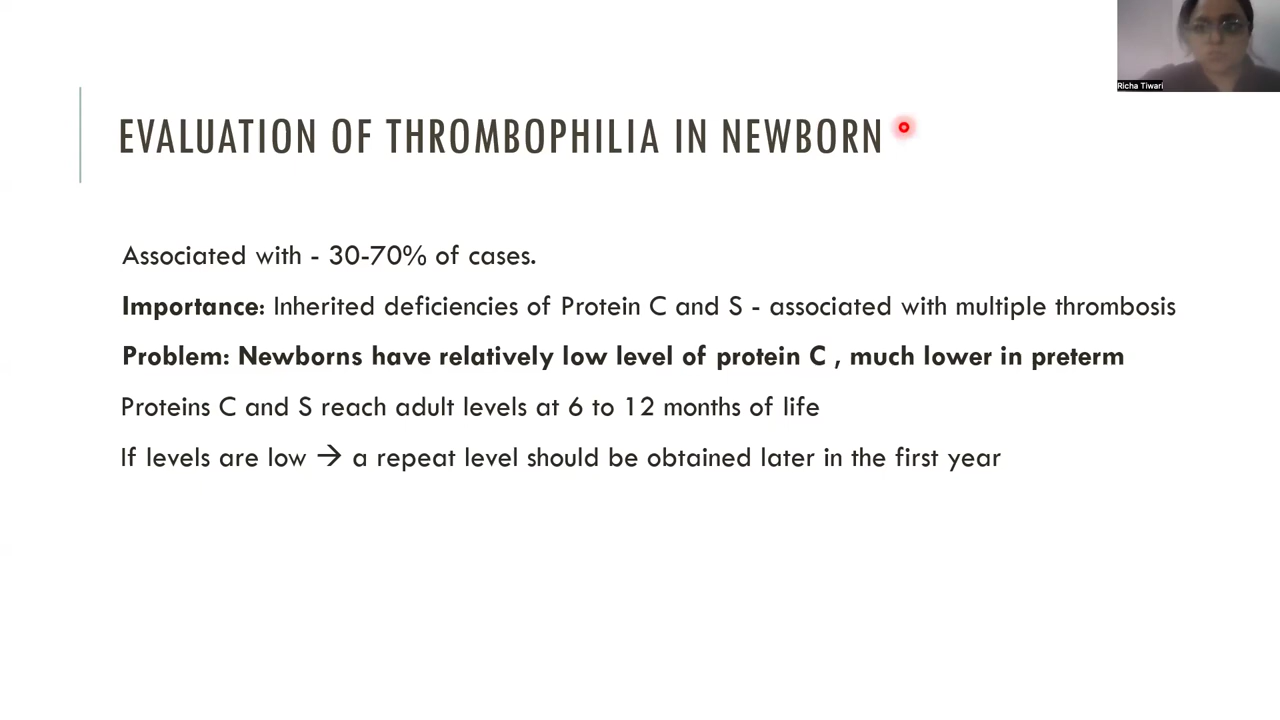 Richa Tiwari
EVALUATION OF THROMBOPHILIA IN NEWBORN
Associated with - 30-70% of cases.
Importance: Inherited deficiencies of Protein C and S - associated with multiple thrombosis
Problem: Newborns have relatively low level of protein C , much lower in preterm
Proteins C and S reach adult levels at 6 to 12 months of life
If levels are low → a repeat level should be obtained later in the first year